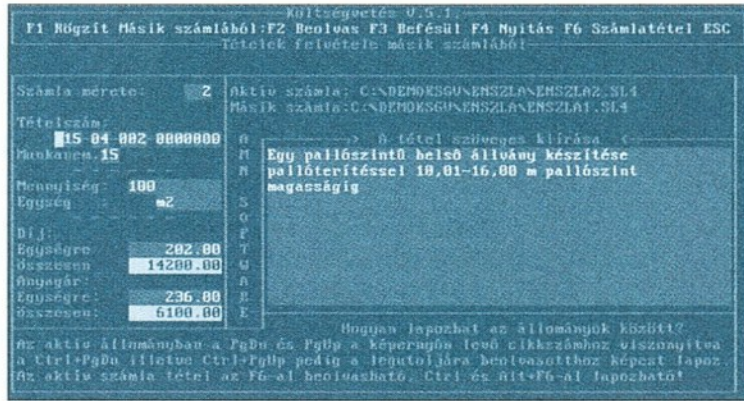 Költségvetés V.5.1.
F1 Rögzít Másik számlából:F2 Beolvas F3 Befésül F4 Nyitás F6 Számlatétel ESC
Tételek felvétele másik számlából
Számla mérete: 2
Aktív számla: C:\DEMOKSGV\ENSZLA\ENSZLA2.SL4
Másik számla:C:\DEMOKSGV\ENSZLA\ENSZLA1.SL4
Tételszám:
15 04 002 0000000
Munkanem.15
A tétel szöveges kiírása
Egy pallószintű belső állvány készítése
pallóterítéssel 10,01-16,00 m pallószint
magasságig
Mennyiség: 100
Egység : m2
Díj:
Egységre 202.00
összesen 14200.00
Anyagár:
Egységre: 236.00
összesen: 6100.00
A
M
N
S
O
F
T
W
A
R
E
Hogyan lapozhat az állományok között?
Az aktív állományban a PgDn és PgUp a képernyőn levő cikkszámhoz viszonyítva
a Ctrl+PgDn illetve Ctrl+PgUp pedig a legutoljára beolvasotthoz képest lapoz.
Az aktív számla tétel az F6-al beolvasható, Ctrl és Alt+F6-al lapozható!